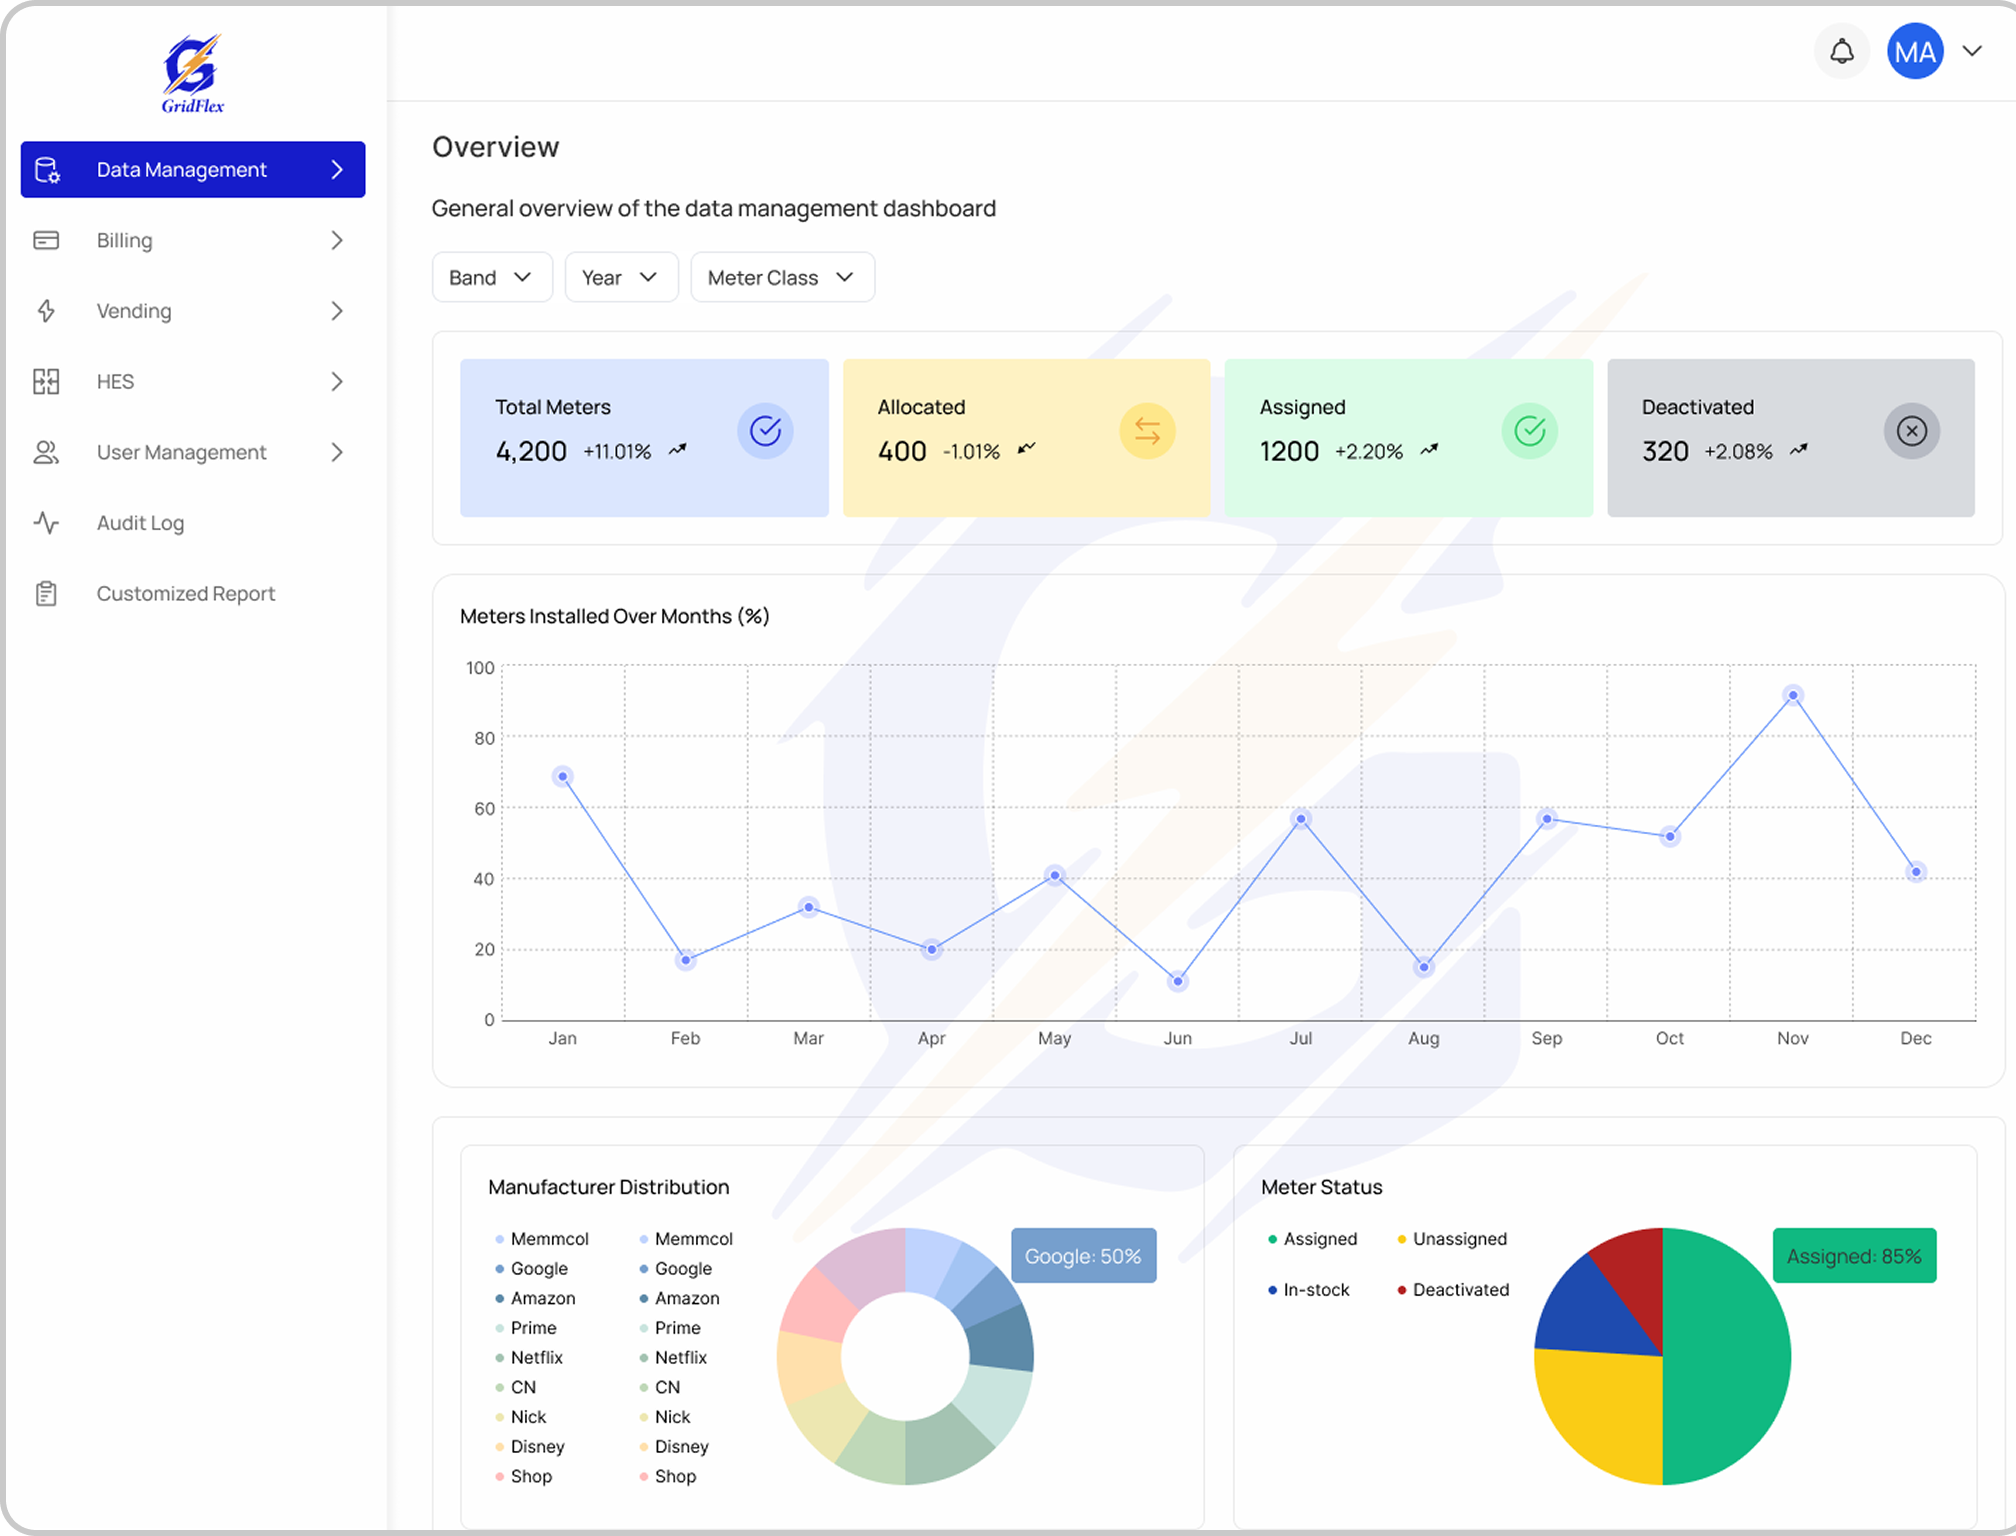 GridFlex
MA
Data Management
Billing
Vending
HES
User Management
Audit Log
Customized Report
Overview
General overview of the data management dashboard
Band Year Meter Class
Total Meters
4,200 +11.01%
Allocated
400 -1.01%
Assigned
1200 +2.20%
Deactivated
320 +2.08%
Meters Installed Over Months (%)
100
80
60
40
20
0
Jan Feb Mar Apr May Jun Jul Aug Sep Oct Nov Dec
Manufacturer Distribution
Memmcol Memmcol
Google Google
Amazon Amazon
Prime Prime
Netflix Netflix
CN CN
Nick Nick
Disney Disney
Shop Shop
Google: 50%
Meter Status
Assigned Unassigned
In-stock Deactivated
Assigned: 85%